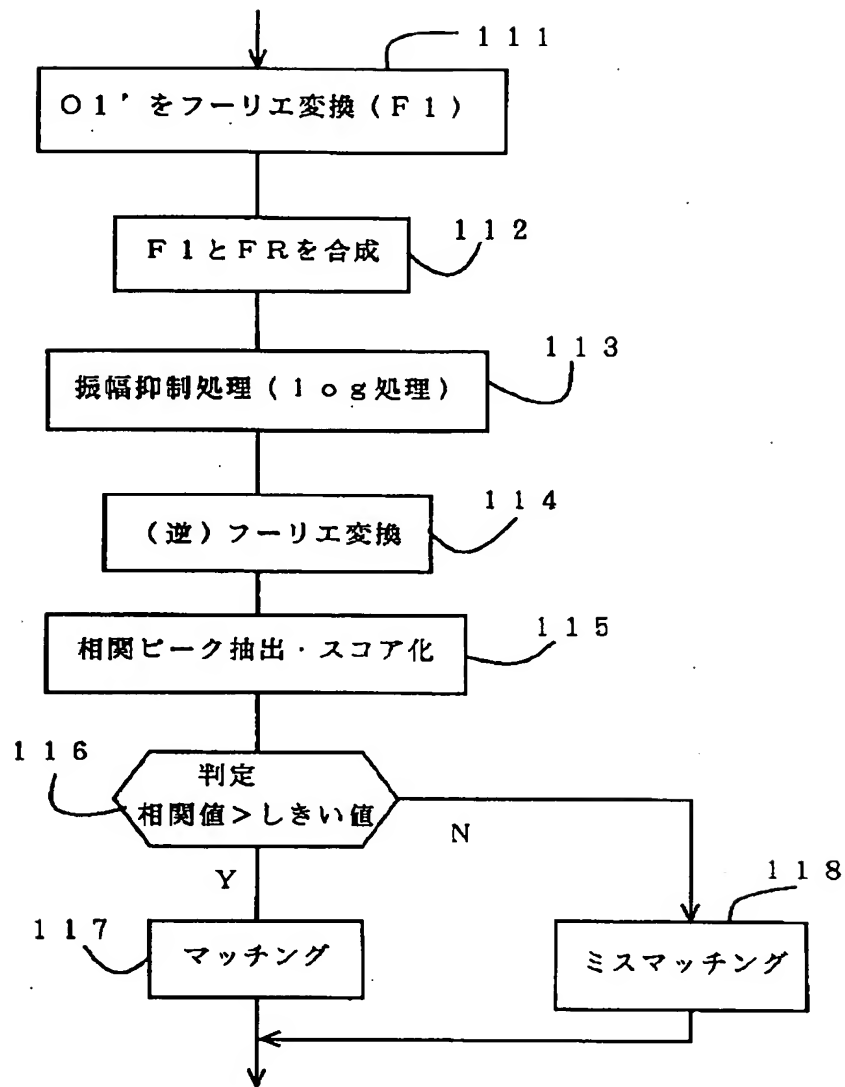 111
O1'をフーリエ変換(F1)
112
F1とFRを合成
113
振幅抑制処理(log処理)
114
(逆)フーリエ変換
115
相関ピーク抽出・スコア化
116
判定
相関値>しきい値
N
Y
118
117
マッチング
ミスマッチング